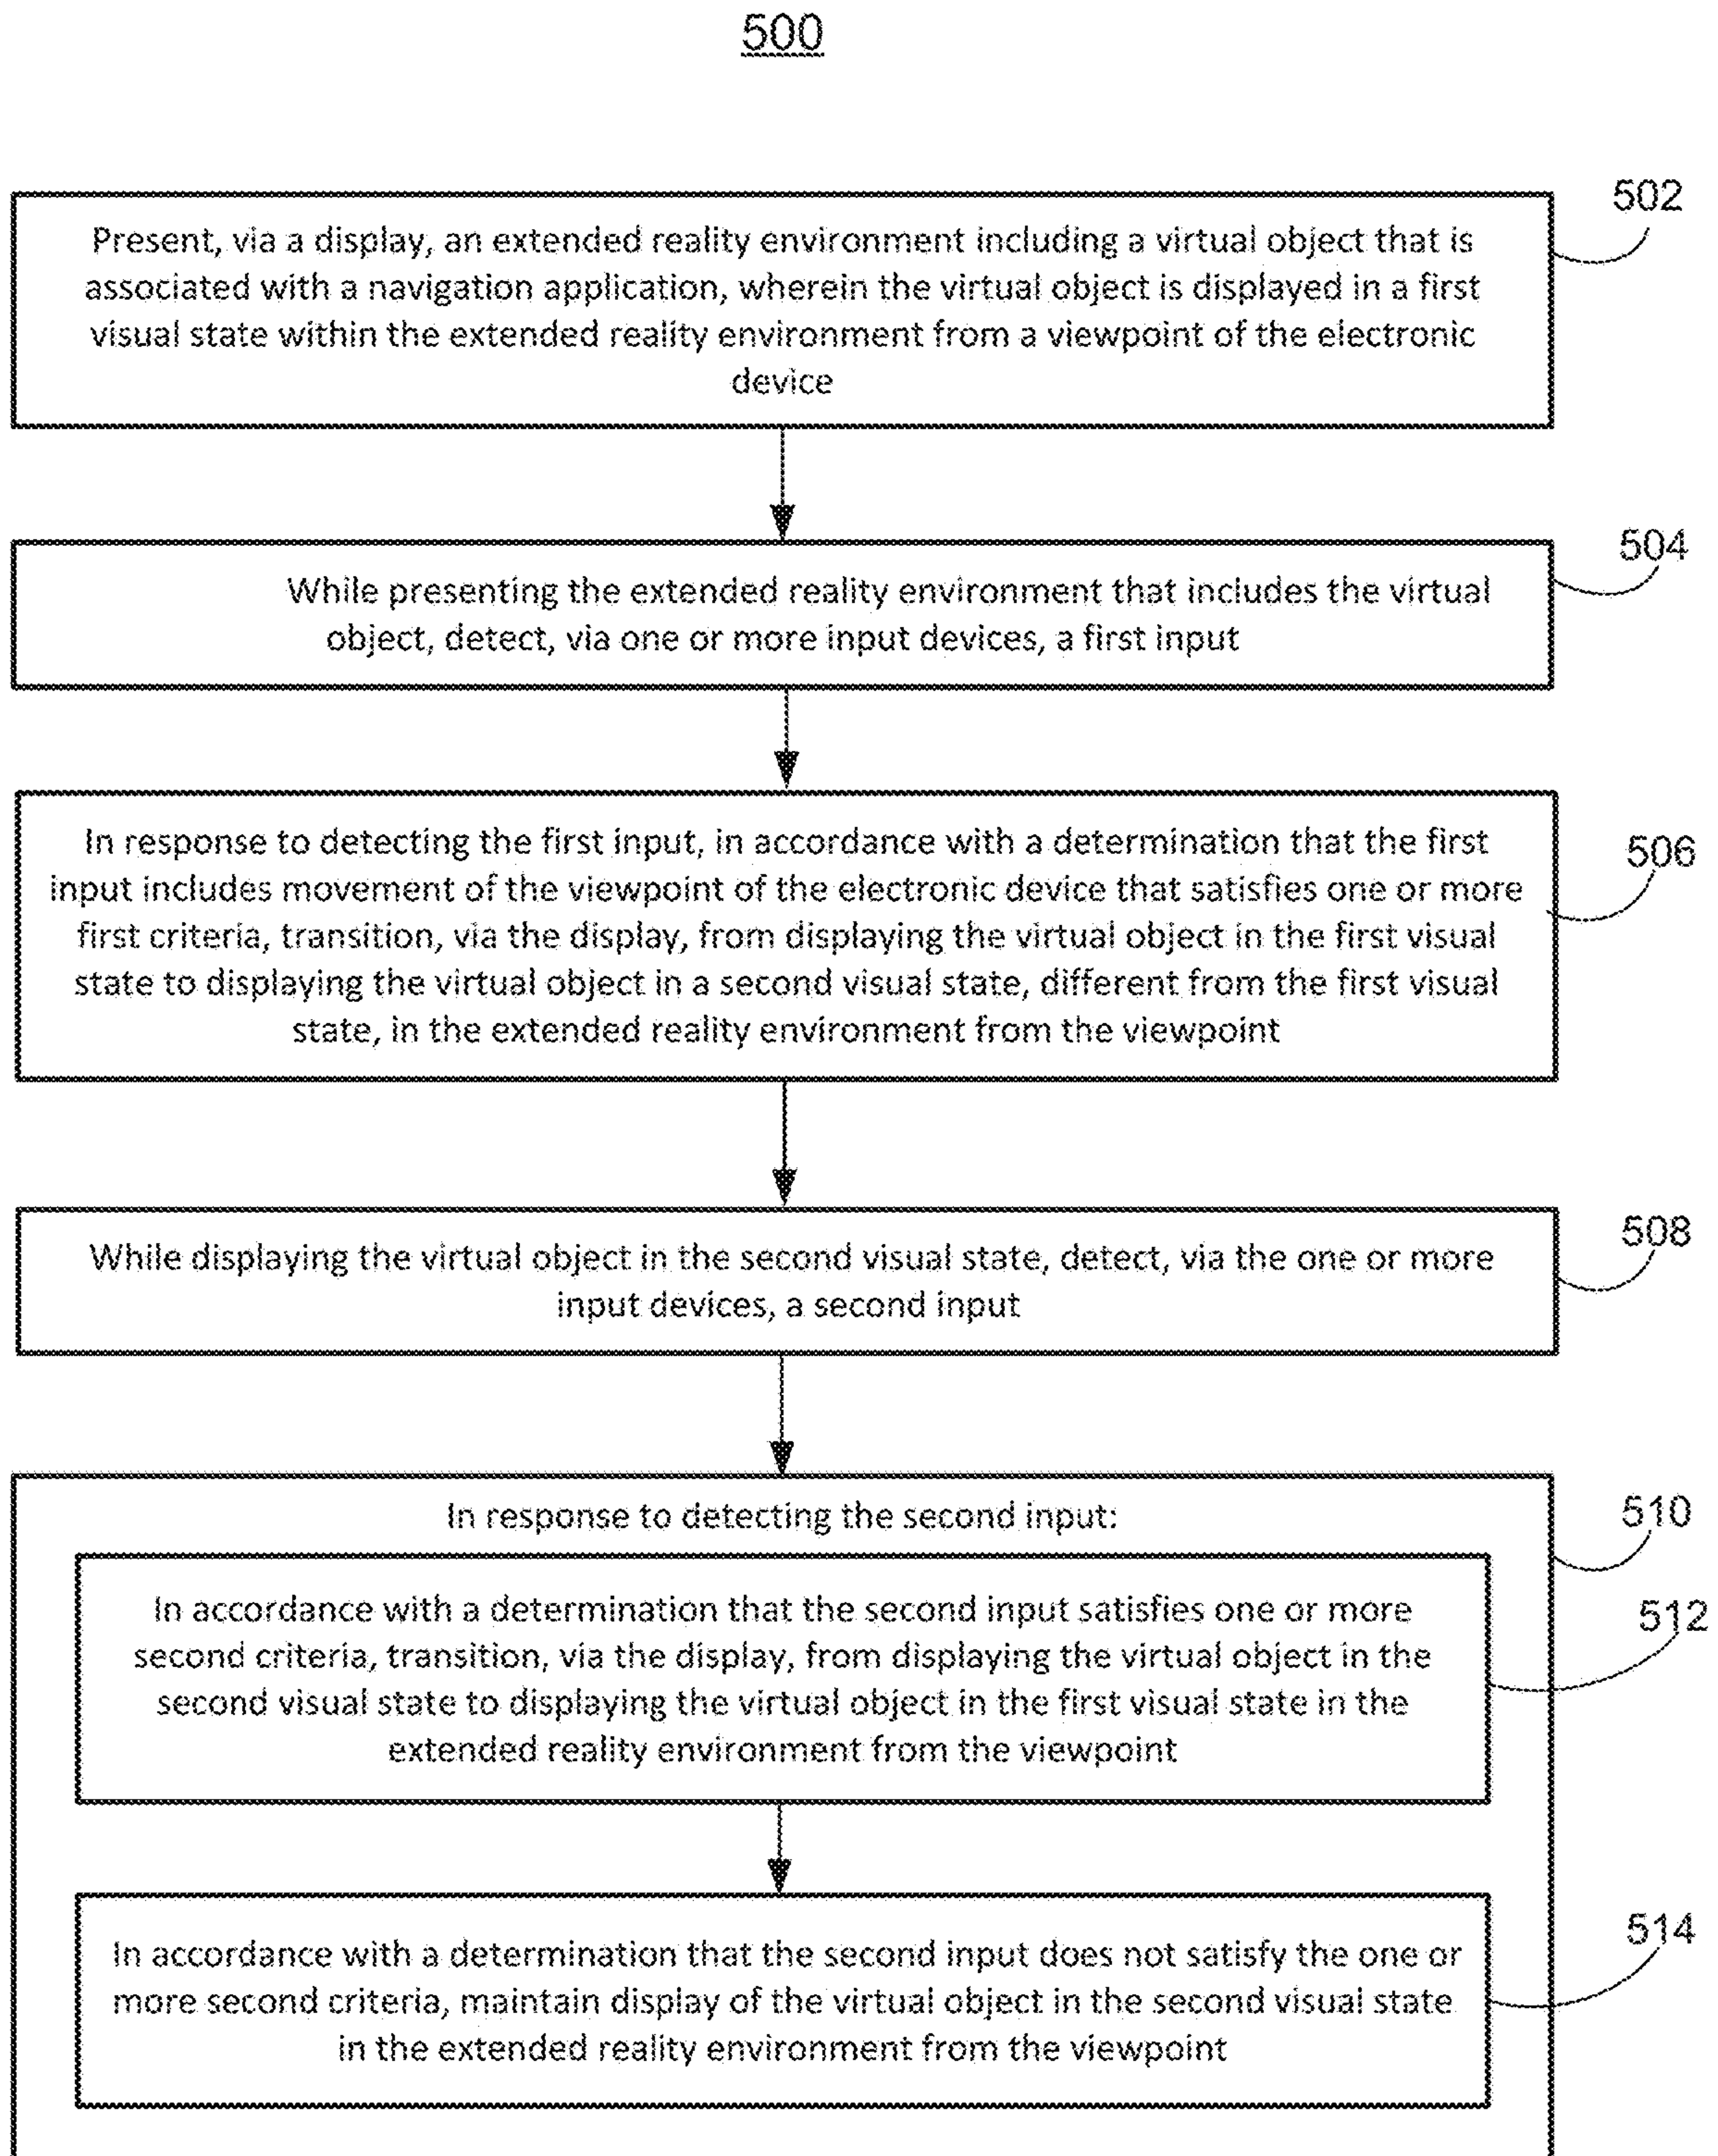 500
502
Present, via a display, an extended reality environment including a virtual object that is
associated with a navigation application, wherein the virtual object is displayed in a first
visual state within the extended reality environment from a viewpoint of the electronic
device
504
While presenting the extended reality environment that includes the virtual
object, detect, via one or more input devices, a first input
506
In response to detecting the first input, in accordance with a determination that the first
input includes movement of the viewpoint of the electronic device that satisfies one or more
first criteria, transition, via the display, from displaying the virtual object in the first visual
state to displaying the virtual object in a second visual state, different from the first visual
state, in the extended reality environment from the viewpoint
508
While displaying the virtual object in the second visual state, detect, via the one or more
input devices, a second input
510
In response to detecting the second input:
512
In accordance with a determination that the second input satisfies one or more
second criteria, transition, via the display, from displaying the virtual object in the
second visual state to displaying the virtual object in the first visual state in the
extended reality environment from the viewpoint
514
In accordance with a determination that the second input does not satisfy the one or
more second criteria, maintain display of the virtual object in the second visual state
in the extended reality environment from the viewpoint